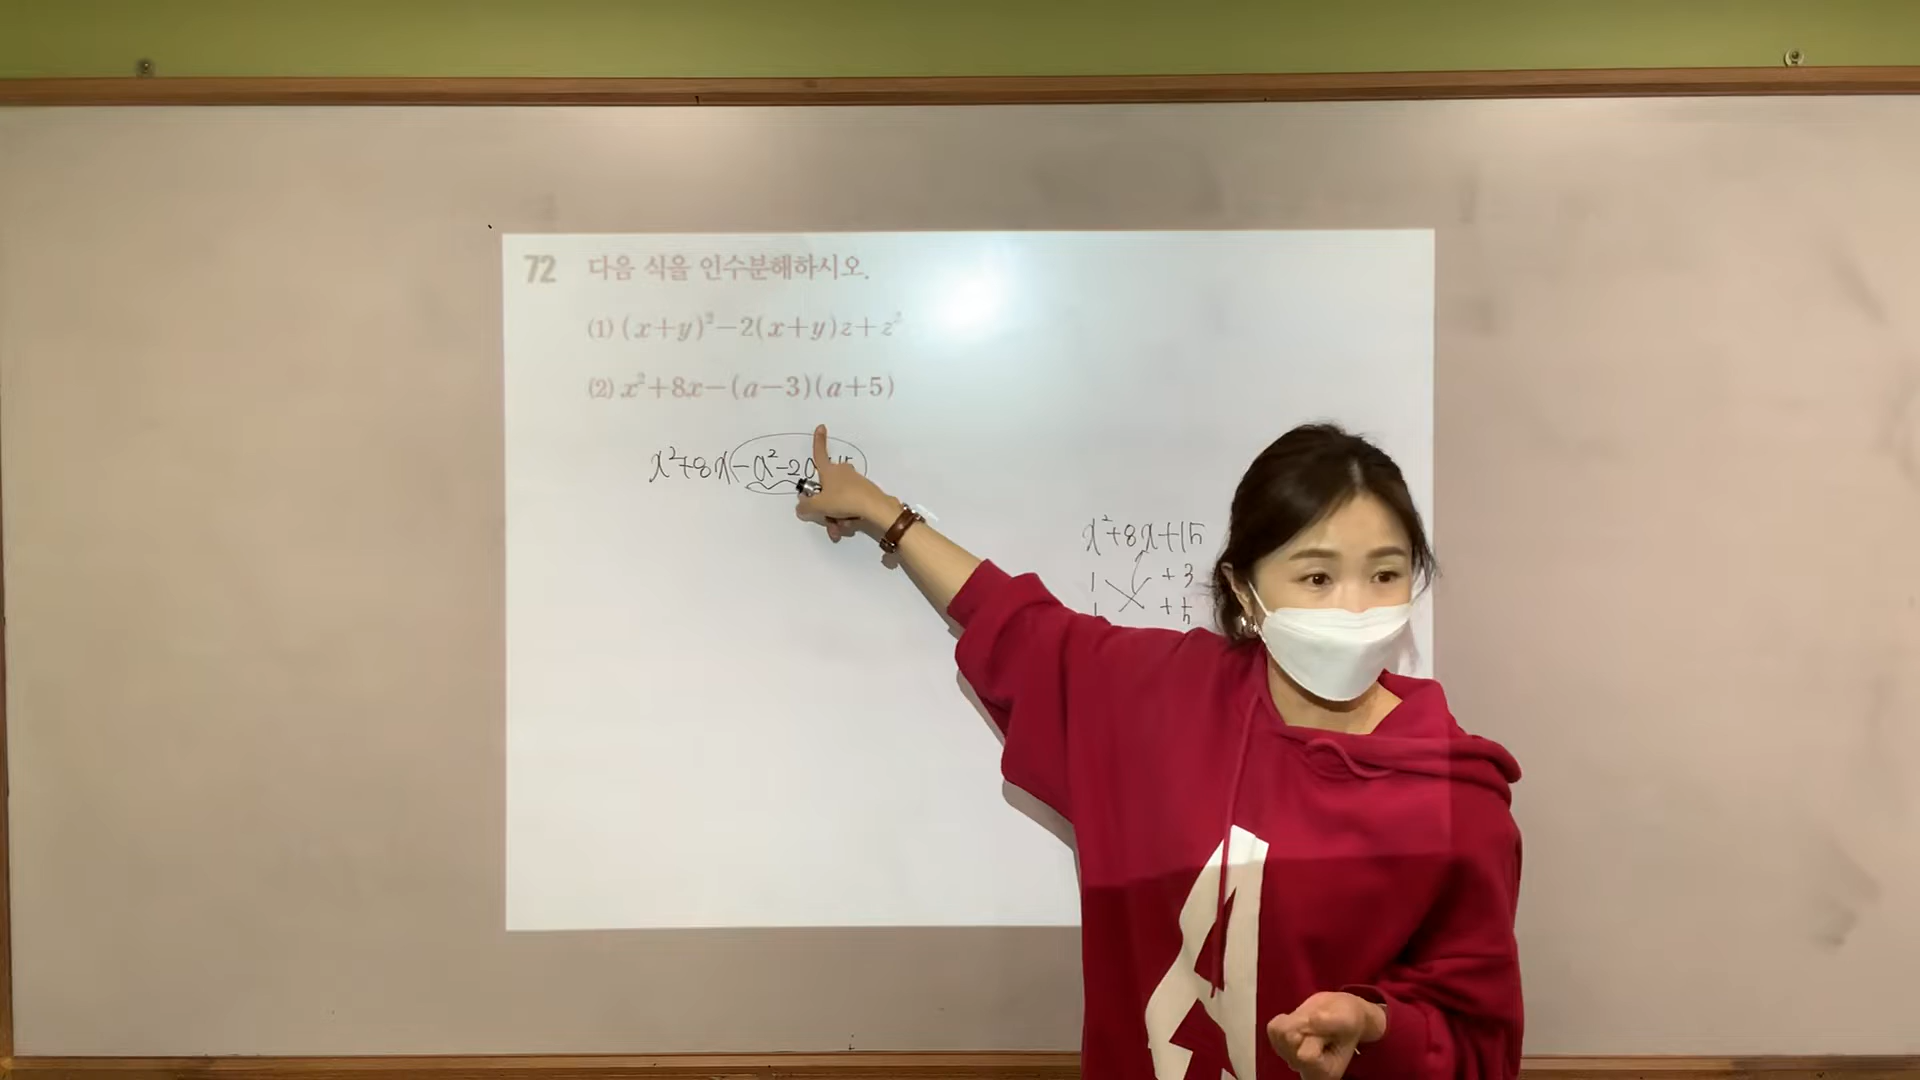 72 다음 식을 인수분해하시오.
(1) (x+y)²-2(x+y)z+z²
(2) x²+8x-(a-3)(a+5)
x²+8x-a²-2a
x²+8x+15
1 +3
1 +5